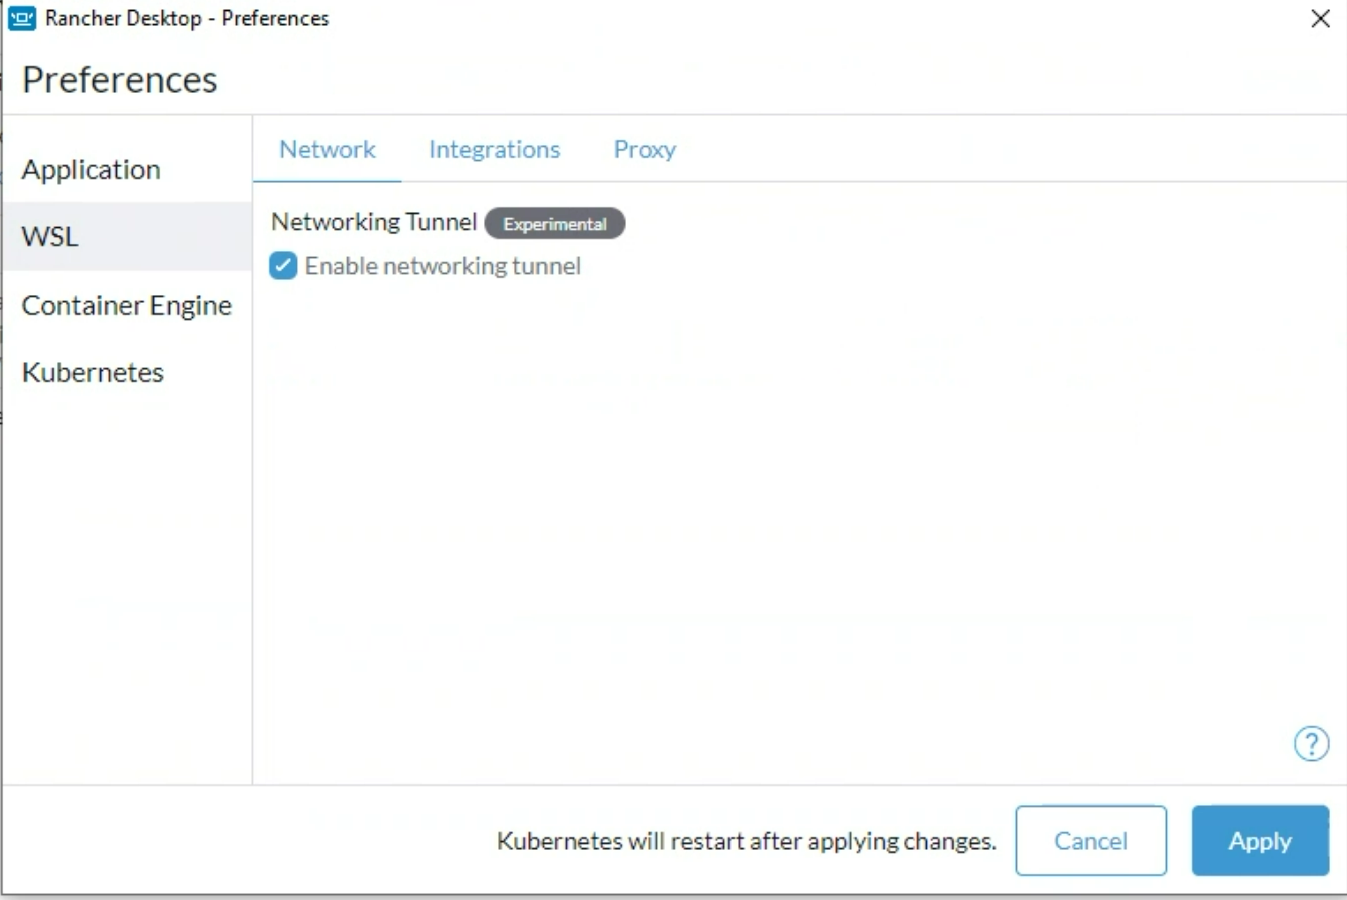 Rancher Desktop - Preferences
Preferences
Application
WSL
Container Engine
Kubernetes
Network Integrations Proxy
Networking Tunnel Experimental
Enable networking tunnel
?
Kubernetes will restart after applying changes. Cancel Apply